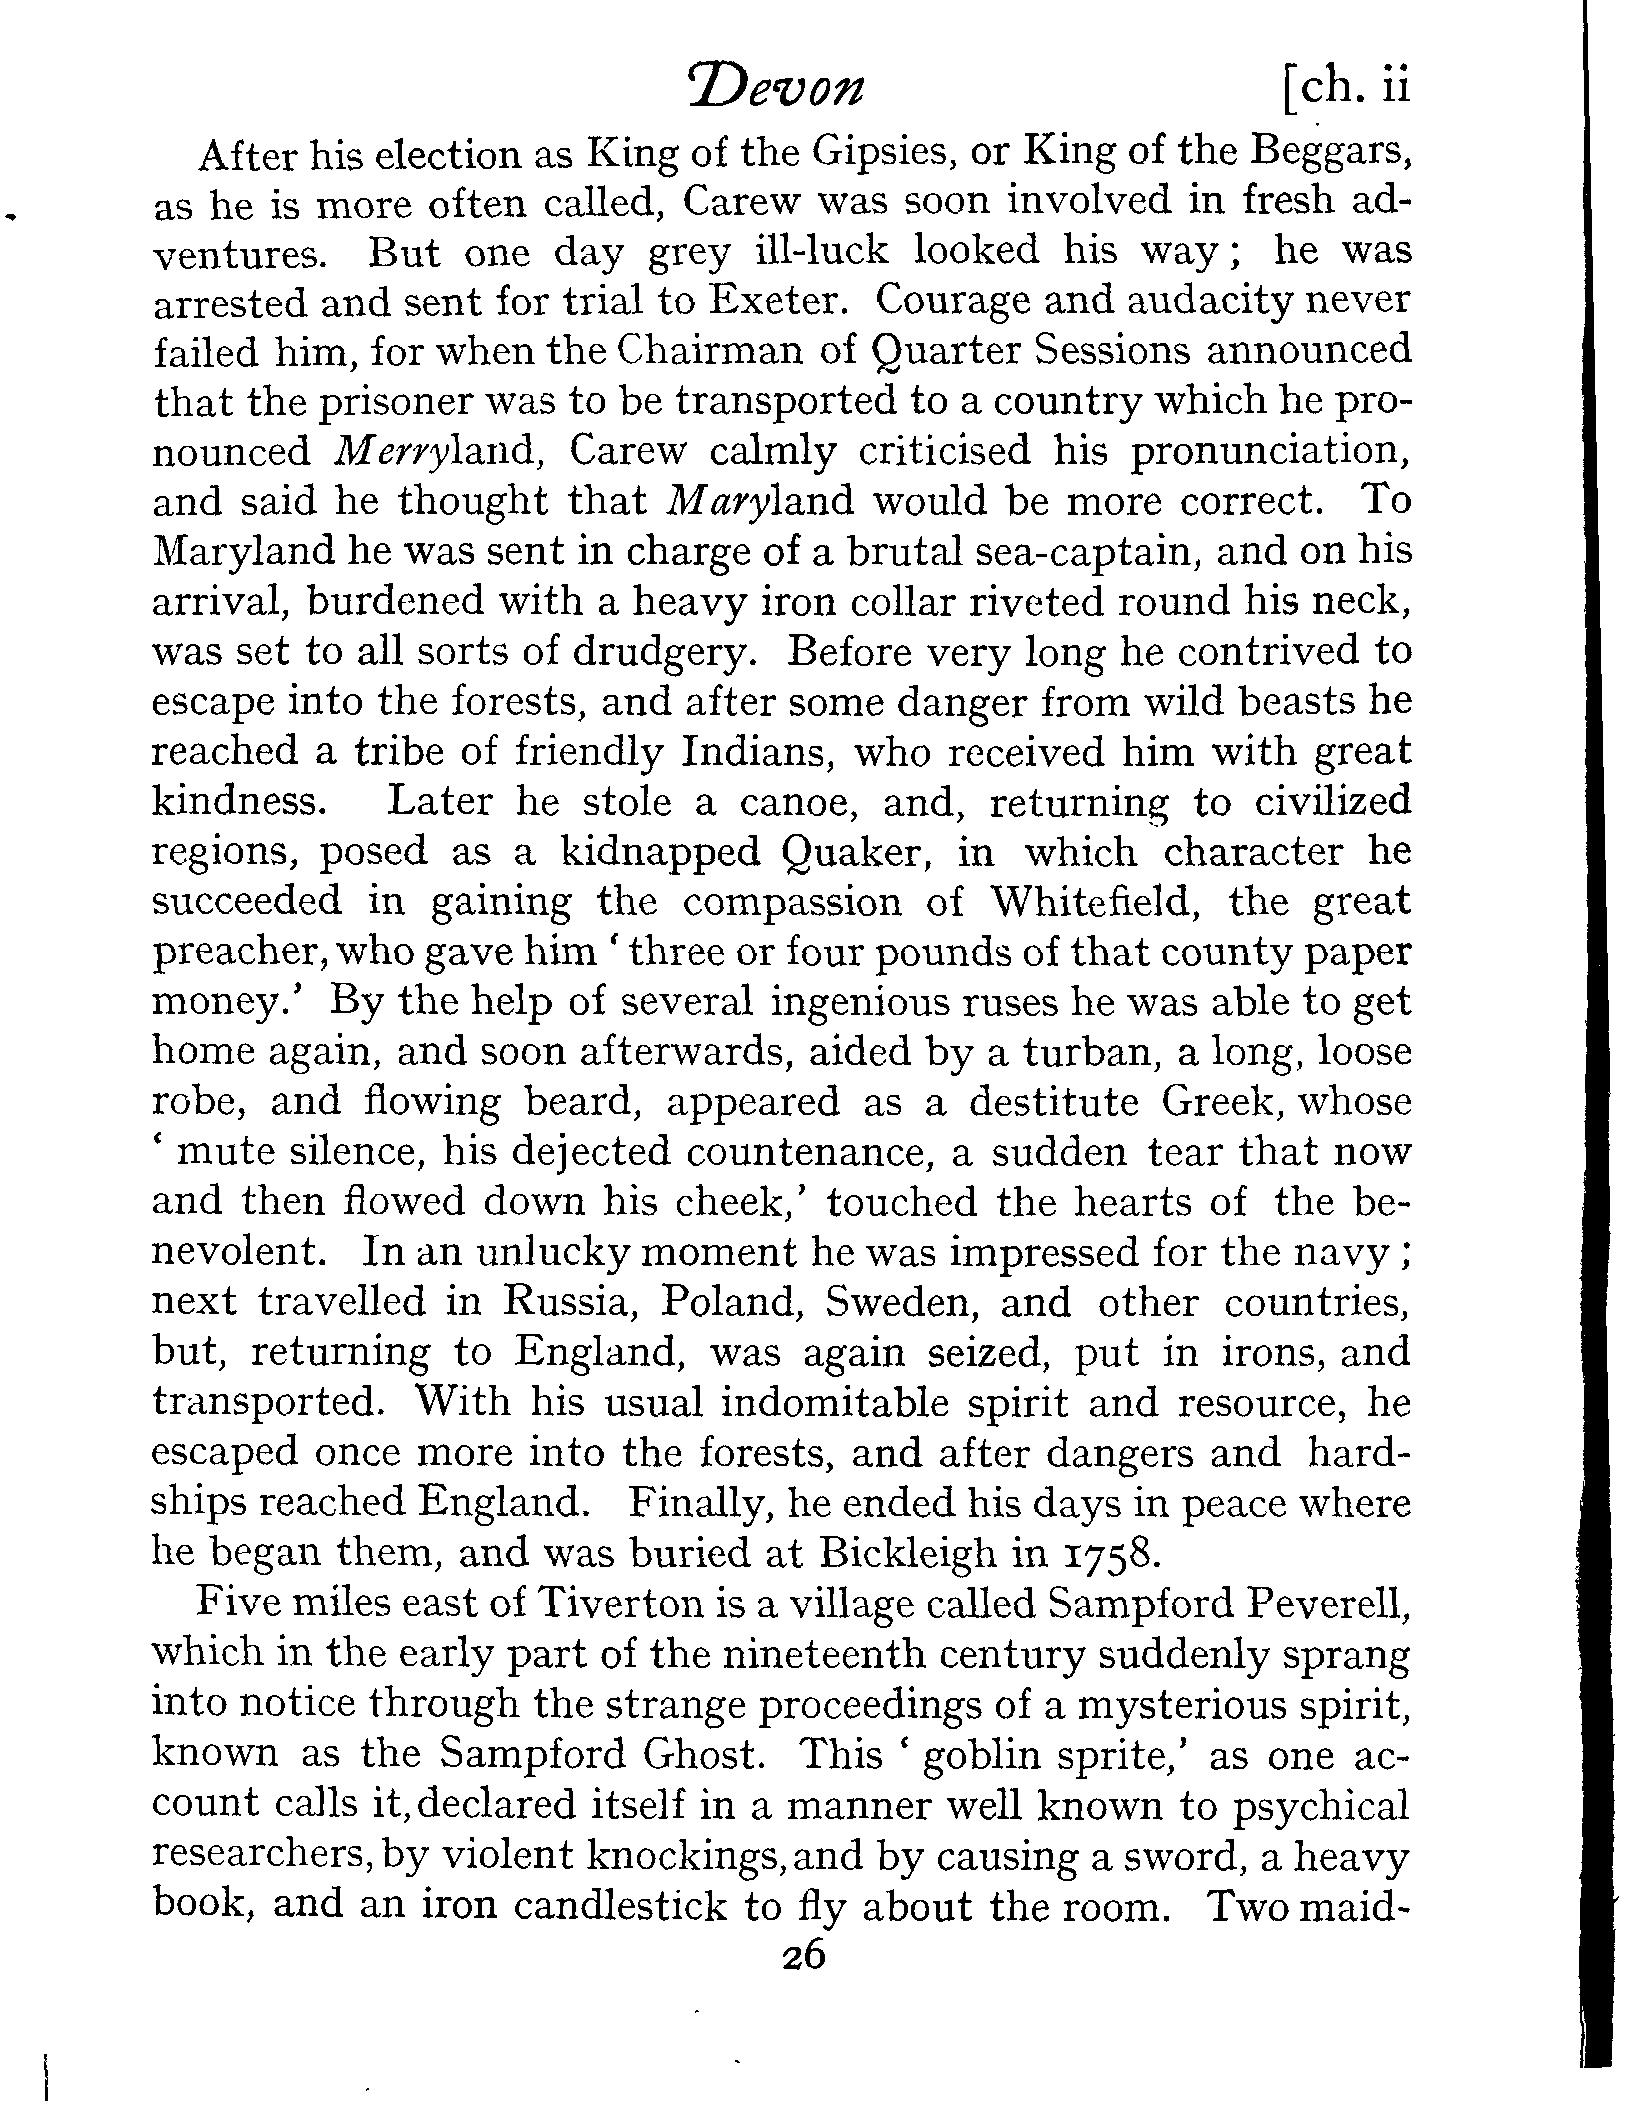 Devon [ch. ii
After his election as King of the Gipsies, or King of the Beggars,
as he is more often called, Carew was soon involved in fresh ad-
ventures. But one day grey ill-luck looked his way ; he was
arrested and sent for trial to Exeter. Courage and audacity never
failed him, for when the Chairman of Quarter Sessions announced
that the prisoner was to be transported to a country which he pro-
nounced Merryland, Carew calmly criticised his pronunciation,
and said he thought that Maryland would be more correct. To
Maryland he was sent in charge of a brutal sea-captain, and on his
arrival, burdened with a heavy iron collar riveted round his neck,
was set to all sorts of drudgery. Before very long he contrived to
escape into the forests, and after some danger from wild beasts he
reached a tribe of friendly Indians, who received him with great
kindness. Later he stole a canoe, and, returning to civilized
regions, posed as a kidnapped Quaker, in which character he
succeeded in gaining the compassion of Whitefield, the great
preacher, who gave him ‘ three or four pounds of that county paper
money.’ By the help of several ingenious ruses he was able to get
home again, and soon afterwards, aided by a turban, a long, loose
robe, and flowing beard, appeared as a destitute Greek, whose
‘ mute silence, his dejected countenance, a sudden tear that now
and then flowed down his cheek,’ touched the hearts of the be-
nevolent. In an unlucky moment he was impressed for the navy ;
next travelled in Russia, Poland, Sweden, and other countries,
but, returning to England, was again seized, put in irons, and
transported. With his usual indomitable spirit and resource, he
escaped once more into the forests, and after dangers and hard-
ships reached England. Finally, he ended his days in peace where
he began them, and was buried at Bickleigh in 1758.
Five miles east of Tiverton is a village called Sampford Peverell,
which in the early part of the nineteenth century suddenly sprang
into notice through the strange proceedings of a mysterious spirit,
known as the Sampford Ghost. This ‘ goblin sprite,’ as one ac-
count calls it, declared itself in a manner well known to psychical
researchers, by violent knockings, and by causing a sword, a heavy
book, and an iron candlestick to fly about the room. Two maid-
26